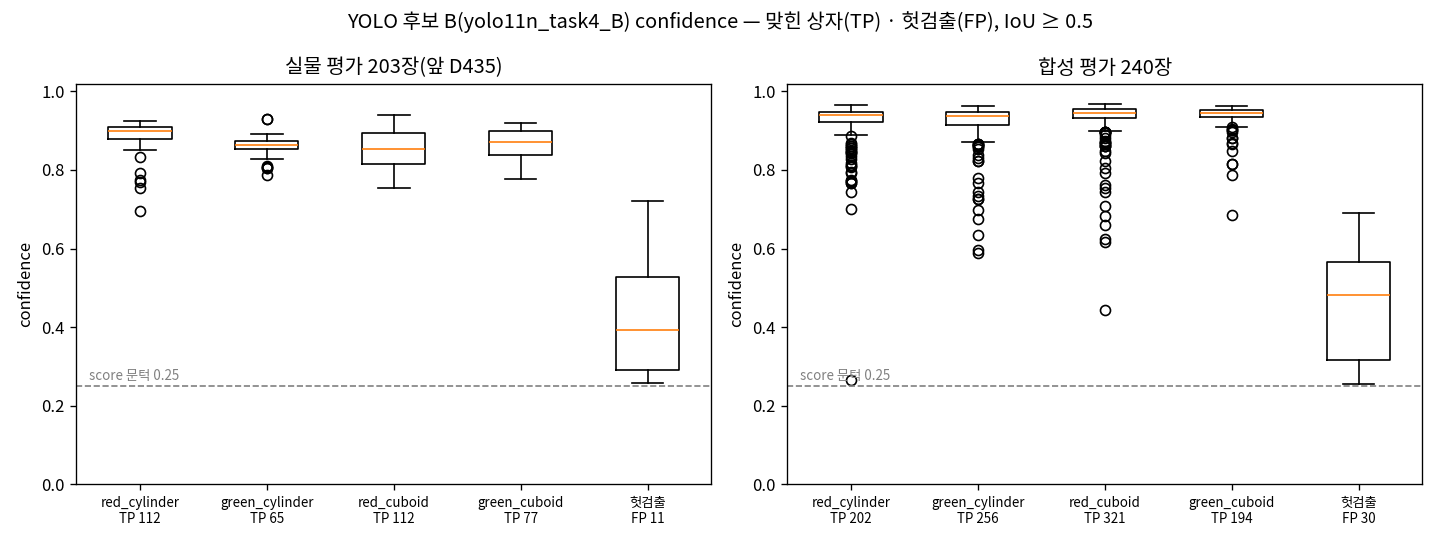 YOLO 후보 B(yolo11n_task4_B) confidence — 맞힌 상자(TP) · 헛검출(FP), IoU ≥ 0.5
실물 평가 203장(앞 D435)
1.0
0.8
0.6
0.4
0.2
0.0
confidence
score 문턱 0.25
red_cylinder
TP 112
green_cylinder
TP 65
red_cuboid
TP 112
green_cuboid
TP 77
헛검출
FP 11
합성 평가 240장
1.0
0.8
0.6
0.4
0.2
0.0
confidence
score 문턱 0.25
red_cylinder
TP 202
green_cylinder
TP 256
red_cuboid
TP 321
green_cuboid
TP 194
헛검출
FP 30